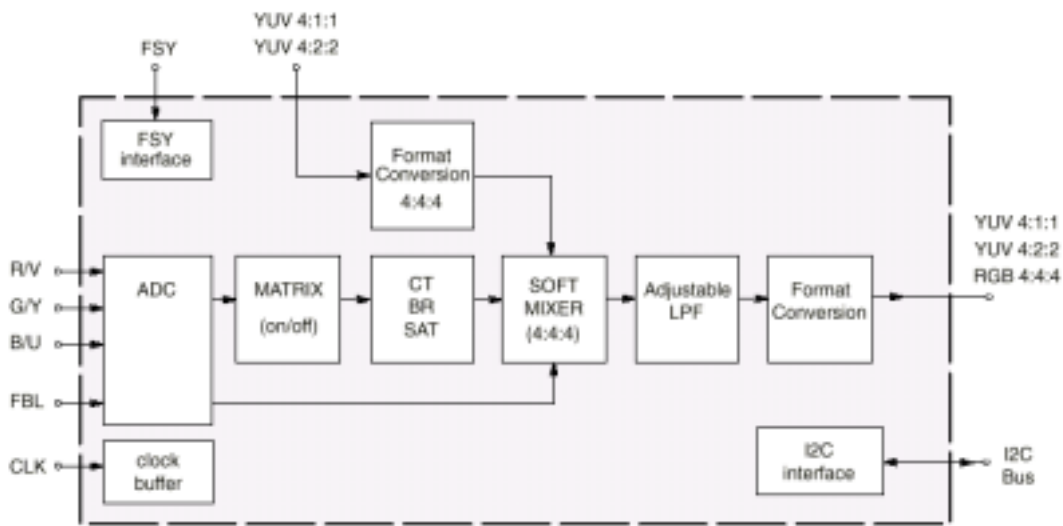 YUV 4:1:1
YUV 4:2:2
FSY
FSY
interface
Format
Conversion
4:4:4
YUV 4:1:1
YUV 4:2:2
RGB 4:4:4
R/V
G/Y
B/U
FBL
CLK
ADC
MATRIX
(on/off)
CT
BR
SAT
SOFT
MIXER
(4:4:4)
Adjustable
LPF
Format
Conversion
clock
buffer
I2C
interface
I2C
Bus